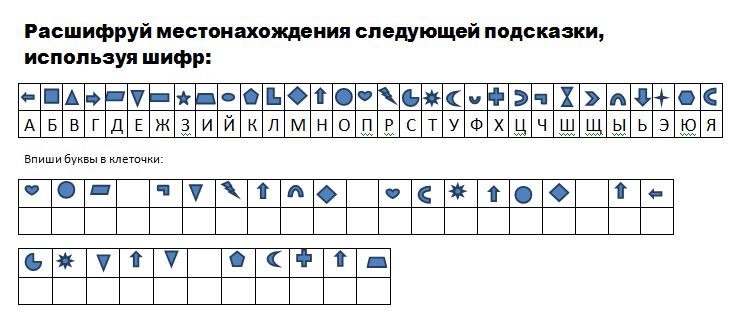 Расшифруй местонахождения следующей подсказки,
используя шифр:
А Б В Г Д Е Ж З И Й К Л М Н О П Р С Т У Ф Х Ц Ч Ш Щ Ы Ь Э Ю Я
Впиши буквы в клеточки: